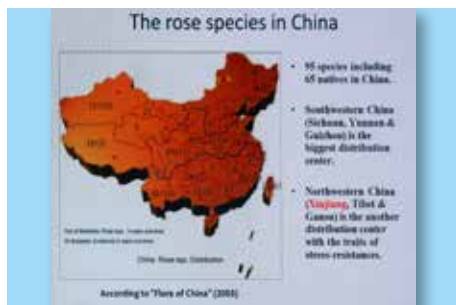 The rose species in China
• 95 species including
65 natives in China.
• Southwestern China
(Sichuan, Yunnan &
Guizhou) is the
biggest distribution
center.
• Northwestern China
(Xinjiang, Tibet &
Gansu) is the another
distribution center
with the traits of
stress-resistances.
China Rosa spp. Distribution
According to "Flora of China" (2003)